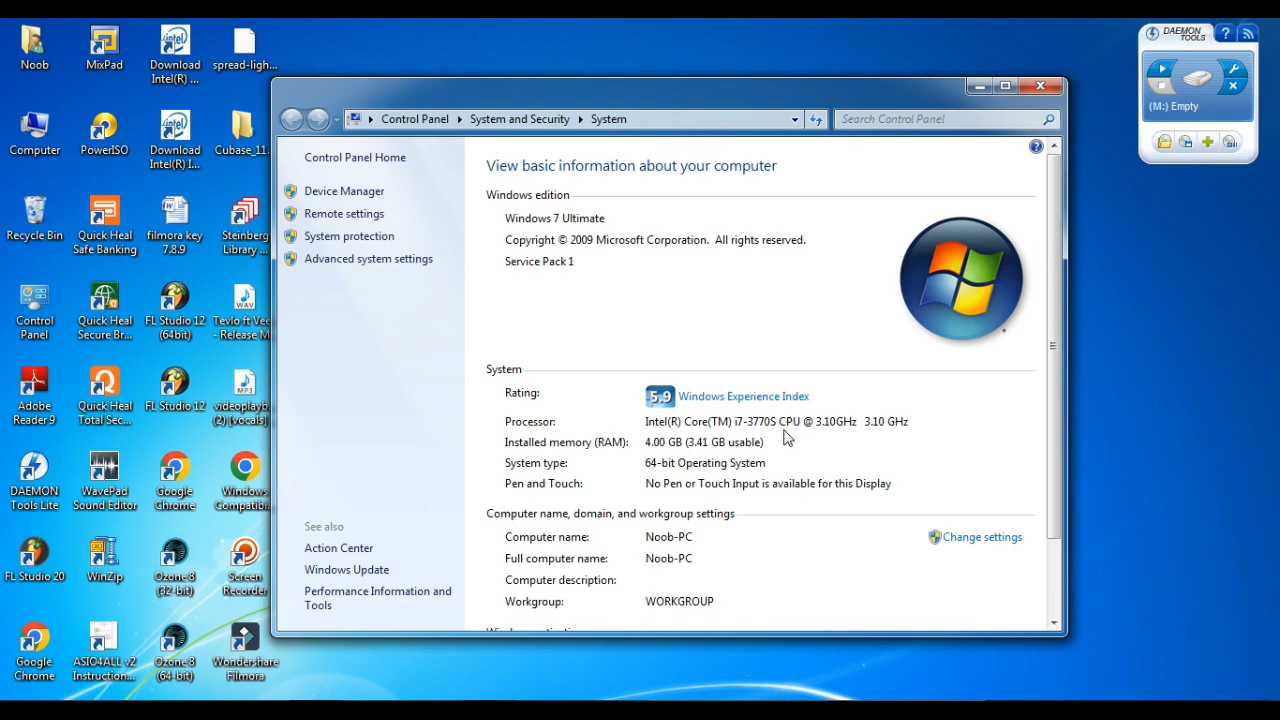 Noob
MixPad
Download
Intel(R) ...
spread-ligh...
Computer
PowerISO
Download
Intel(R) I...
Cubase_11.
Recycle Bin
Quick Heal
Safe Banking
filmora key
7.8.9
Steinberg
Library ...
Control
Panel
Quick Heal
Secure Br...
FL Studio 12
(64bit)
WAV
Tevlo ft Vee
- Release M
Adobe
Reader 9
Quick Heal
Total Sec...
FL Studio 12
MP3
videoplayb
(2) [vocals]
DAEMON
Tools Lite
WavePad
Sound Editor
Google
Chrome
Windows
Compatib.
FL Studio 20
WinZip
Ozone 8
(32-bit)
Screen
Recorder
Google
Chrome
ASIO4ALL v2
Instruction...
Ozone 8
(64-bit)
Wondershare
Filmora
Control Panel
System and Security
System
Search Control Panel
Control Panel Home
Device Manager
Remote settings
System protection
Advanced system settings
See also
Action Center
Windows Update
Performance Information and
Tools
View basic information about your computer
Windows edition
Windows 7 Ultimate
Copyright © 2009 Microsoft Corporation. All rights reserved.
Service Pack 1
System
Rating: 5.9 Windows Experience Index
Processor: Intel(R) Core(TM) i7-3770S CPU @ 3.10GHz 3.10 GHz
Installed memory (RAM): 4.00 GB (3.41 GB usable)
System type: 64-bit Operating System
Pen and Touch: No Pen or Touch Input is available for this Display
Computer name, domain, and workgroup settings
Computer name: Noob-PC
Change settings
Full computer name: Noob-PC
Computer description:
Workgroup: WORKGROUP
DAEMON
TOOLS
?
(M:) Empty